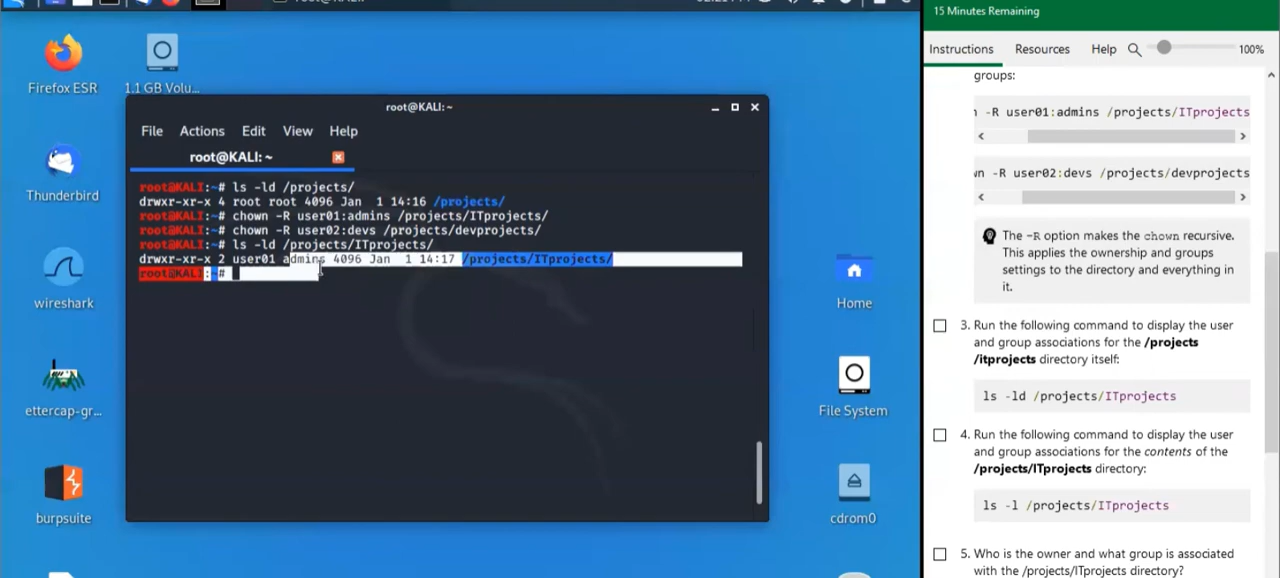 15 Minutes Remaining
Instructions Resources Help 100%
Firefox ESR
1.1 GB Volu...
Thunderbird
wireshark
ettercap-gr...
burpsuite
root@KALI: ~
File Actions Edit View Help
root@KALI: ~
root@KALI:~# ls -ld /projects/
drwxr-xr-x 4 root root 4096 Jan 1 14:16 /projects/
root@KALI:~# chown -R user01:admins /projects/ITprojects/
root@KALI:~# chown -R user02:devs /projects/devprojects/
root@KALI:~# ls -ld /projects/ITprojects/
drwxr-xr-x 2 user01 admins 4096 Jan 1 14:17 /projects/ITprojects/
root@KALI:~#
Home
File System
cdrom0
groups:
-R user01:admins /projects/ITprojects
-R user02:devs /projects/devprojects
The -R option makes the chown recursive.
This applies the ownership and groups
settings to the directory and everything in
it.
3. Run the following command to display the user
and group associations for the /projects
/itprojects directory itself:
ls -ld /projects/ITprojects
4. Run the following command to display the user
and group associations for the contents of the
/projects/ITprojects directory:
ls -l /projects/ITprojects
5. Who is the owner and what group is associated
with the /projects/ITprojects directory?